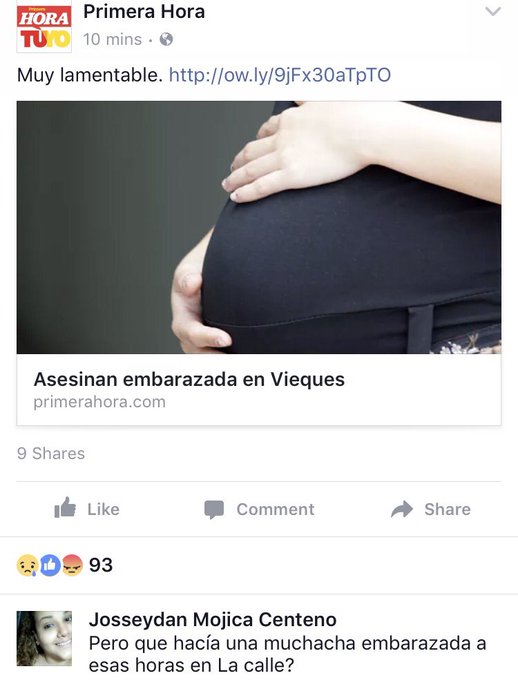 Primera
HORA
TUYO
Primera Hora
10 mins ·
Muy lamentable. http://ow.ly/9jFx30aTpTO
Asesinan embarazada en Vieques
primerahora.com
9 Shares
Like
Comment
Share
93
Josseydan Mojica Centeno
Pero que hacía una muchacha embarazada a
esas horas en La calle?